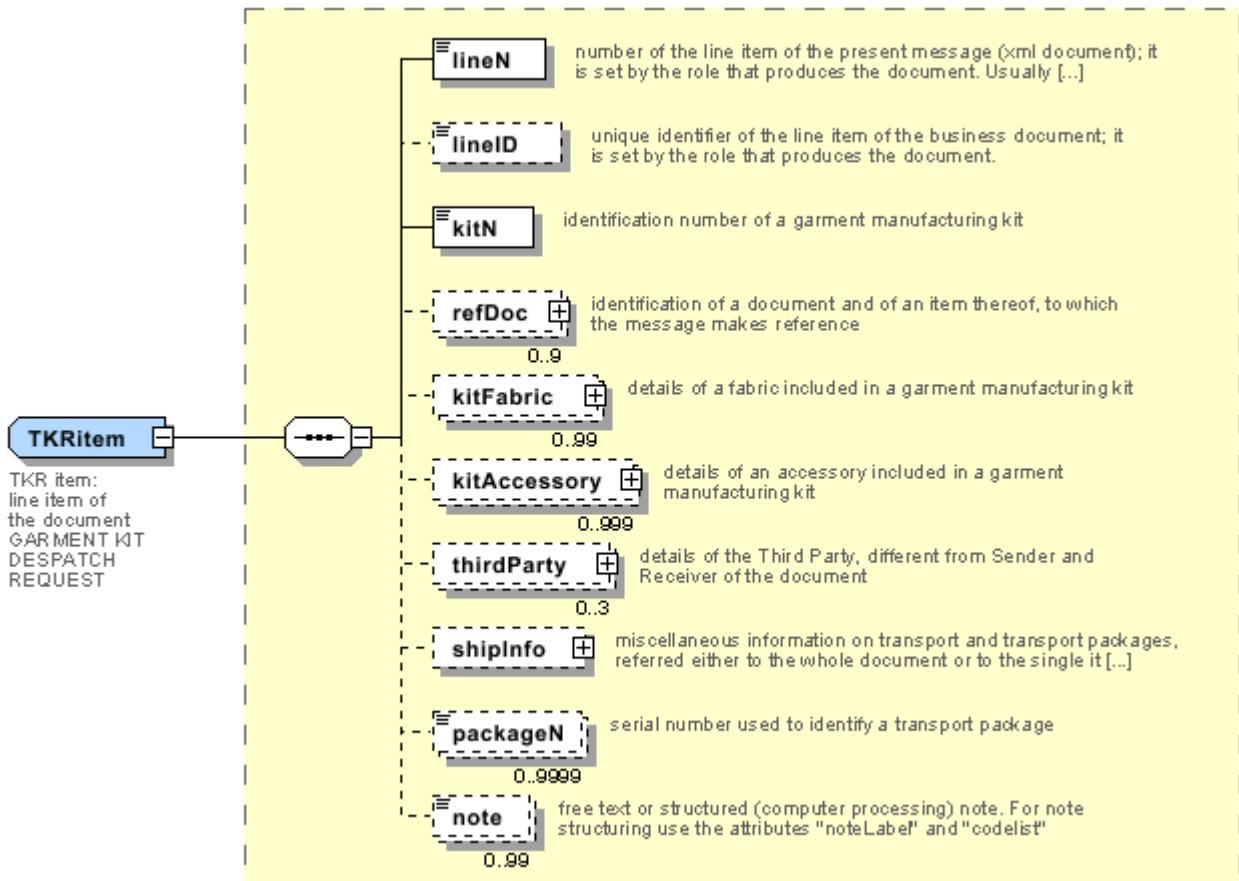 lineN
number of the line item of the present message (xml document); it
is set by the role that produces the document. Usually [...]
lineID
unique identifier of the line item of the business document; it
is set by the role that produces the document.
kitN
identification number of a garment manufacturing kit
refDoc
identification of a document and of an item thereof, to which
the message makes reference
0..9
kitFabric
details of a fabric included in a garment manufacturing kit
0..99
TKRitem
TKR item:
line item of
the document
GARMENT KIT
DESPATCH
REQUEST
kitAccessory
details of an accessory included in a garment
manufacturing kit
0..999
thirdParty
details of the Third Party, different from Sender and
Receiver of the document
0..3
shipInfo
miscellaneous information on transport and transport packages,
referred either to the whole document or to the single it [...]
packageN
serial number used to identify a transport package
0..9999
note
free text or structured (computer processing) note. For note
structuring use the attributes "noteLabel" and "codelist"
0..99